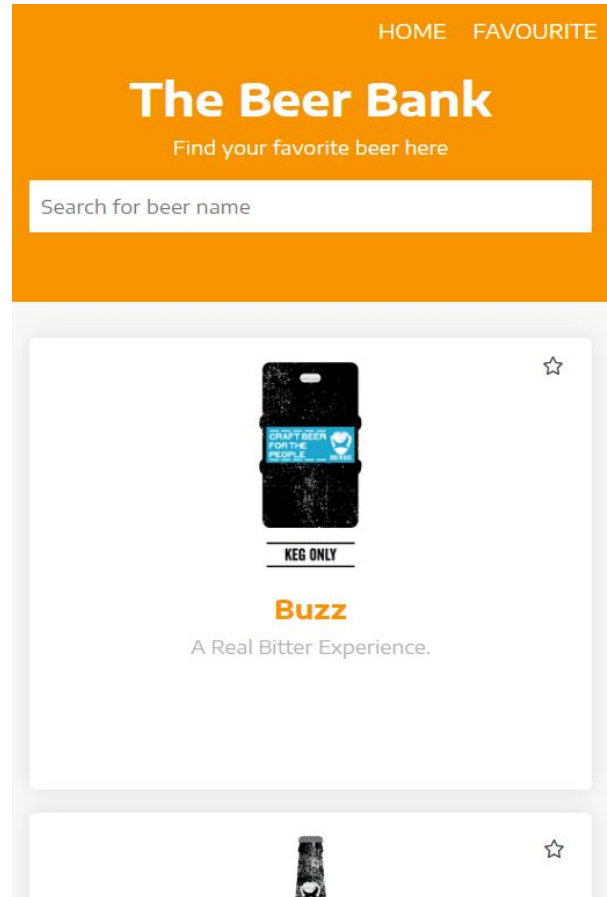 HOME FAVOURITE
The Beer Bank
Find your favorite beer here
Search for beer name
CRAFT BEER
FOR THE
PEOPLE
KEG ONLY
Buzz
A Real Bitter Experience.